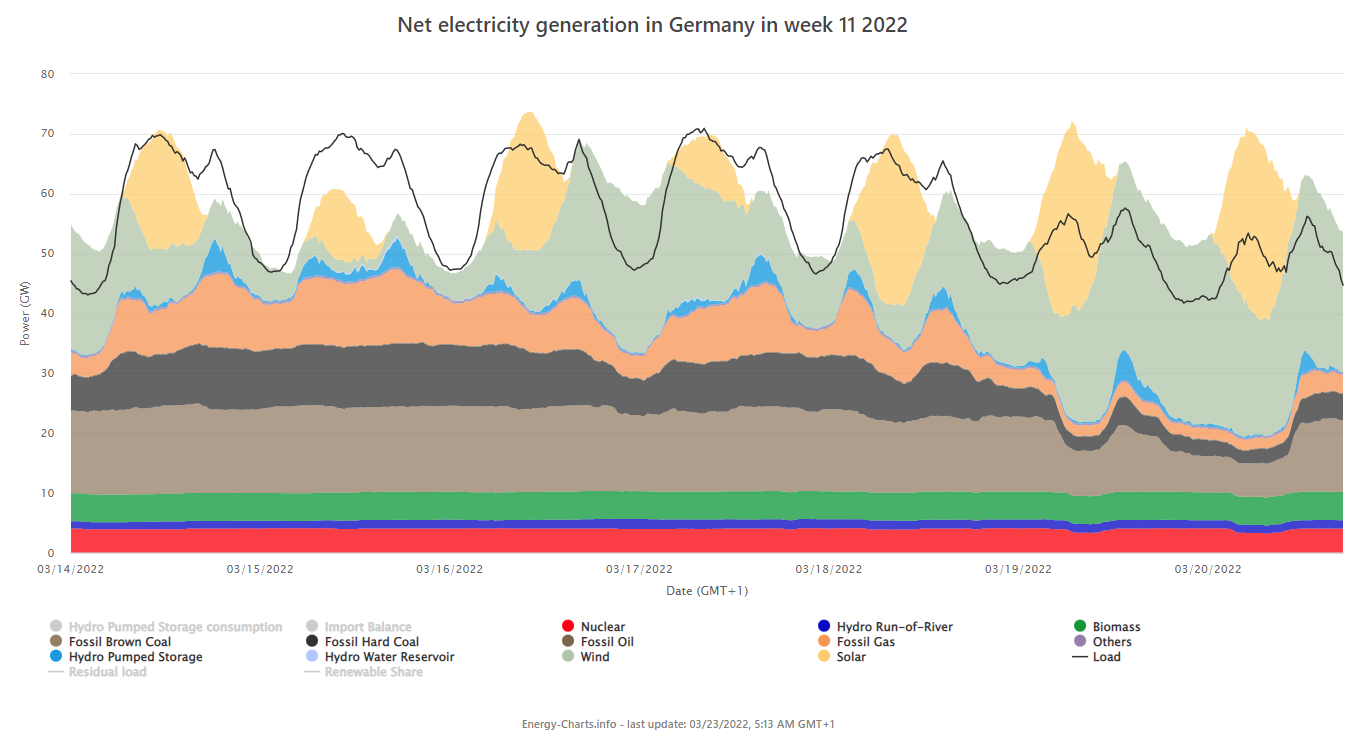 Net electricity generation in Germany in week 11 2022
80
70
60
50
40
30
20
10
0
Power (GW)
03/14/2022 03/15/2022 03/16/2022 03/17/2022 03/18/2022 03/19/2022 03/20/2022
Date (GMT+1)
Hydro Pumped Storage consumption Import Balance Nuclear Hydro Run-of-River Biomass
Fossil Brown Coal Fossil Hard Coal Fossil Oil Fossil Gas Others
Hydro Pumped Storage Hydro Water Reservoir Wind Solar Load
Residual load Renewable Share
Energy-Charts.info - last update: 03/23/2022, 5:13 AM GMT+1